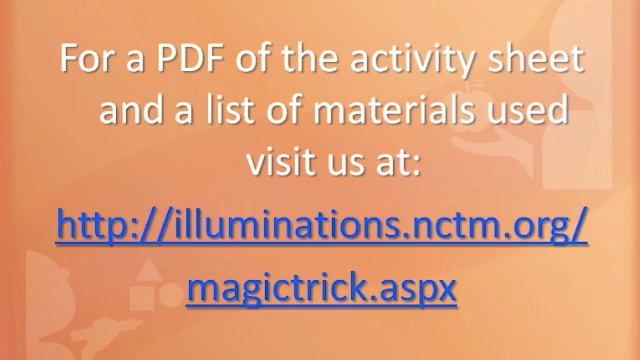 For a PDF of the activity sheet
and a list of materials used
visit us at:
http://illuminations.nctm.org/
magictrick.aspx